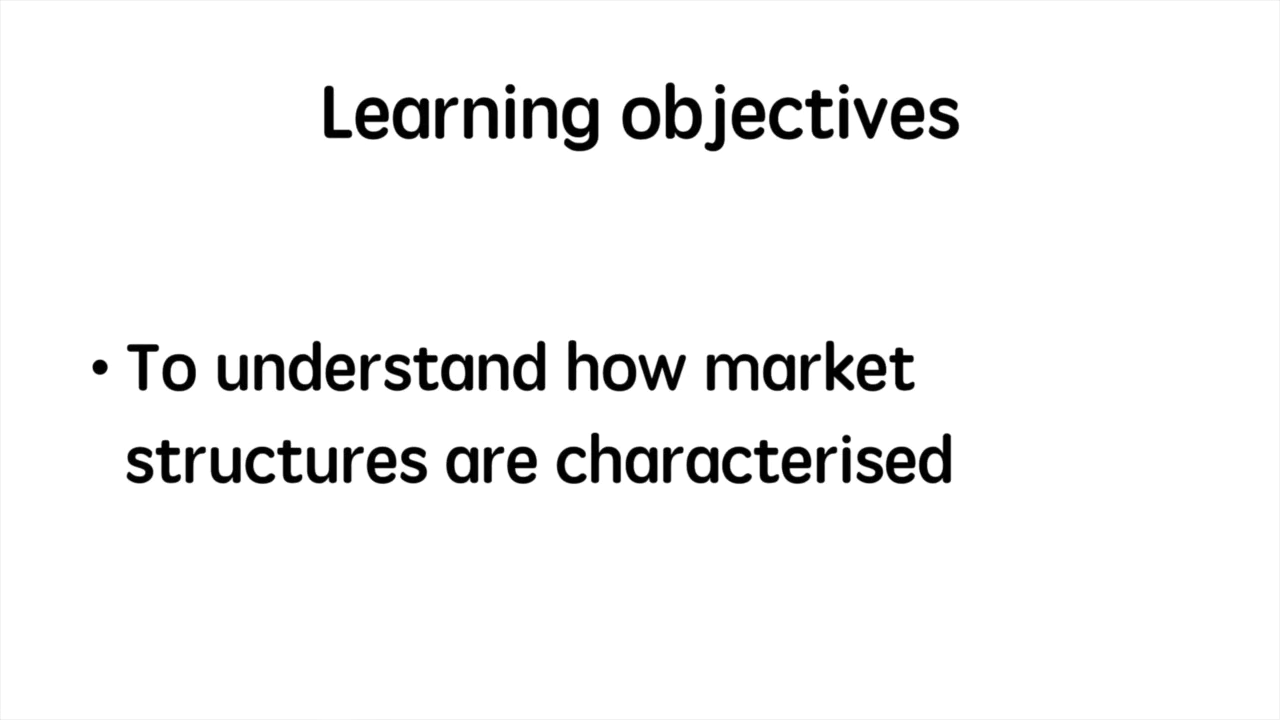 Learning objectives
• To understand how market
structures are characterised